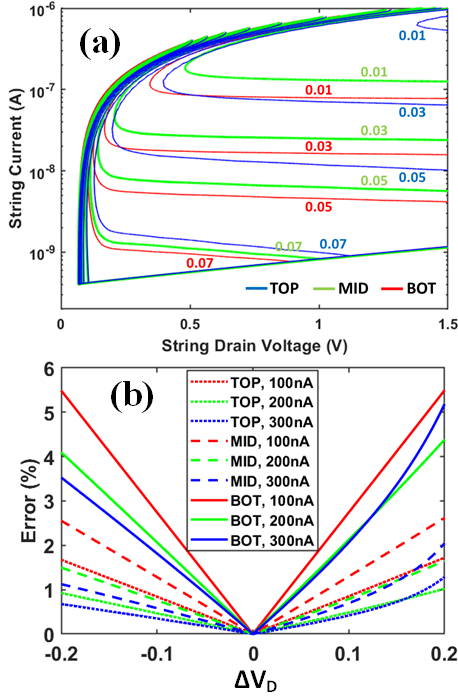 (a)
String Current (A)
10⁻⁶
10⁻⁷
10⁻⁸
10⁻⁹
0.01
0.01
0.01
0.03
0.03
0.03
0.05
0.05
0.05
0.07
0.07
0.07
TOP MID BOT
0 0.5 1 1.5
String Drain Voltage (V)
(b)
Error (%)
6
5
4
3
2
1
0
TOP, 100nA
TOP, 200nA
TOP, 300nA
MID, 100nA
MID, 200nA
MID, 300nA
BOT, 100nA
BOT, 200nA
BOT, 300nA
-0.2 -0.1 0 0.1 0.2
ΔV_D